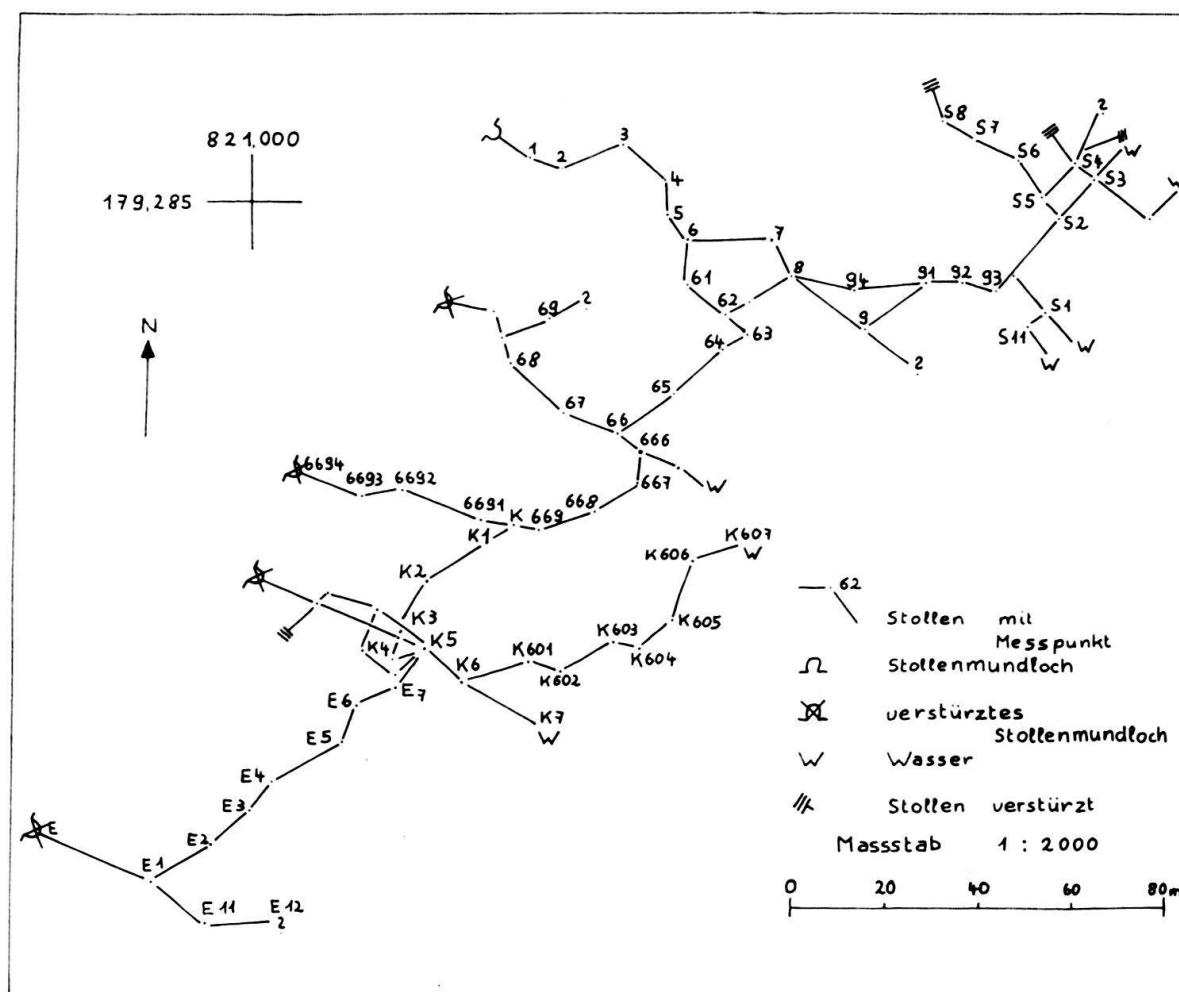 821,000
179,285
N
1
2
3
4
5
6
7
8
61
62
63
64
65
66
67
68
69
2
94
9
91
92
93
2
S8
S7
S6
S5
S4
S3
S2
S1
S11
2
W
W
W
W
666
667
668
669
W
6694
6693
6692
6691
K
K1
K2
K3
K4
K5
K6
K601
K602
K603
K604
K605
K606
K607
W
K7
W
E7
E6
E5
E4
E3
E2
E
E1
E11
E12
2
62
Stollen mit
Messpunkt
Stollenmundloch
verstürztes
Stollenmundloch
W Wasser
Stollen verstürzt
Massstab 1 : 2000
0 20 40 60 80m